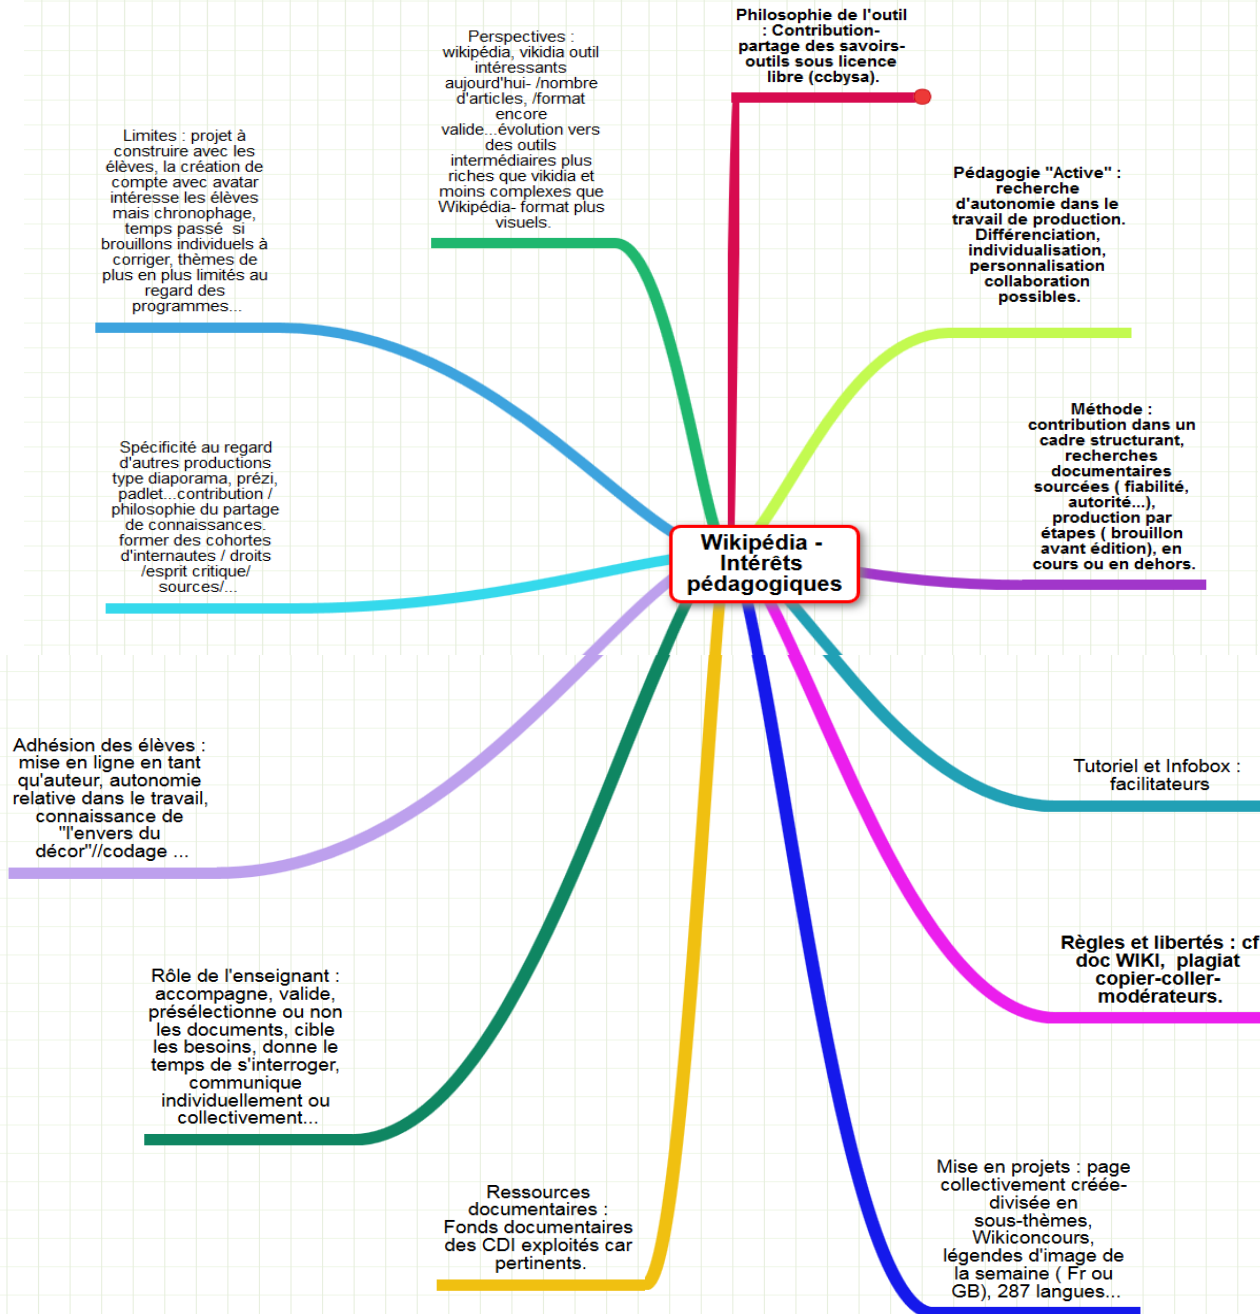 Philosophie de l'outil
: Contribution-
partage des savoirs-
outils sous licence
libre (ccbysa).
Perspectives :
wikipédia, vikidia outil
intéressants
aujourd'hui- /nombre
d'articles, /format
encore
valide...évolution vers
des outils
intermédiaires plus
riches que vikidia et
moins complexes que
Wikipédia- format plus
visuels.
Limites : projet à
construire avec les
élèves, la création de
compte avec avatar
intéresse les élèves
mais chronophage,
temps passé  si
brouillons individuels à
corriger, thèmes de
plus en plus limités au
regard des
programmes...
Pédagogie "Active" :
recherche
d'autonomie dans le
travail de production.
Différenciation,
individualisation,
personnalisation
collaboration
possibles.
Méthode :
contribution dans un
cadre structurant,
recherches
documentaires
sourcées ( fiabilité,
autorité...),
production par
étapes ( brouillon
avant édition), en
cours ou en dehors.
Spécificité au regard
d'autres productions
type diaporama, prézi,
padlet...contribution /
philosophie du partage
de connaissances.
former des cohortes
d'internautes / droits
/esprit critique/
sources/...
Wikipédia -
Intérêts
pédagogiques
Adhésion des élèves :
mise en ligne en tant
qu'auteur, autonomie
relative dans le travail,
connaissance de
"l'envers du
décor"//codage ...
Tutoriel et Infobox :
facilitateurs
Règles et libertés : cf
doc WIKI,  plagiat
copier-coller-
modérateurs.
Rôle de l'enseignant :
accompagne, valide,
présélectionne ou non
les documents, cible
les besoins, donne le
temps de s'interroger,
communique
individuellement ou
collectivement...
Ressources
documentaires :
Fonds documentaires
des CDI exploités car
pertinents.
Mise en projets : page
collectivement créée-
divisée en
sous-thèmes,
Wikiconcours,
légendes d'image de
la semaine ( Fr ou
GB), 287 langues...